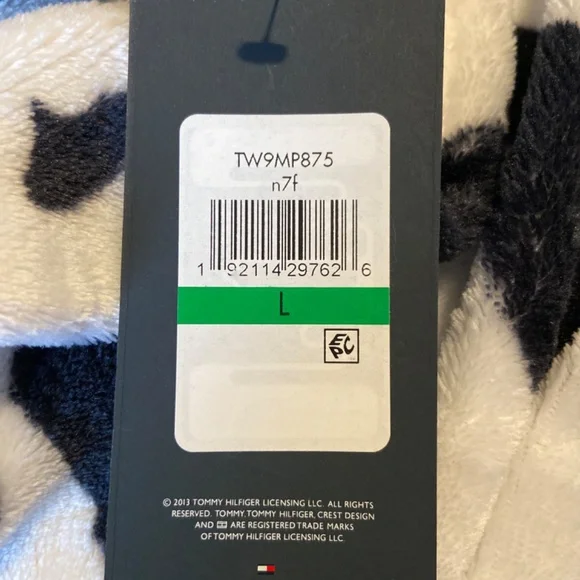 TW9MP875
n7f
1 92114 29762 6
L
EPC
© 2013 TOMMY HILFIGER LICENSING LLC. ALL RIGHTS
RESERVED. TOMMY, TOMMY HILFIGER, CREST DESIGN
AND ARE REGISTERED TRADE MARKS
OF TOMMY HILFIGER LICENSING LLC.